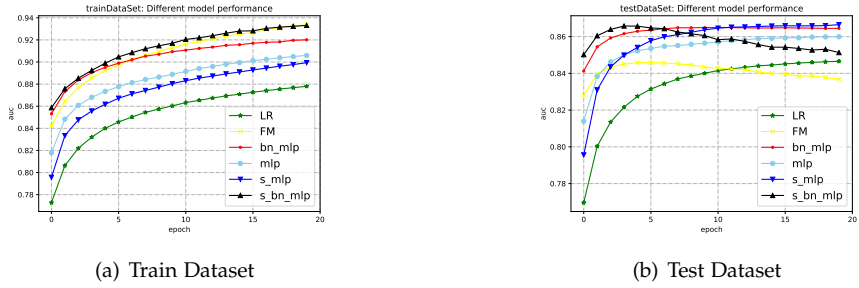 trainDataSet: Different model performance
0.94
0.92
0.90
0.88
0.86
0.84
0.82
0.80
0.78
auc
0
5
10
15
20
epoch
LR
FM
bn_mlp
mlp
s_mlp
s_bn_mlp
(a) Train Dataset
testDataSet: Different model performance
0.86
0.84
0.82
0.80
0.78
auc
0
5
10
15
20
epoch
LR
FM
bn_mlp
mlp
s_mlp
s_bn_mlp
(b) Test Dataset